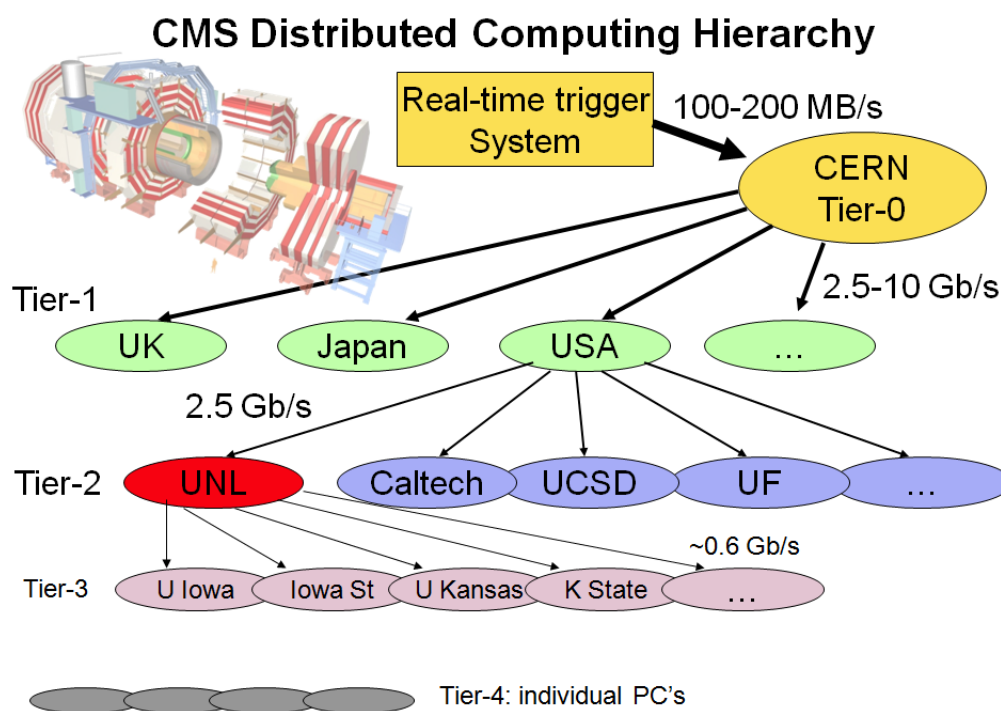 CMS Distributed Computing Hierarchy
Real-time trigger
System
100-200 MB/s
CERN
Tier-0
2.5-10 Gb/s
Tier-1
UK
Japan
USA
...
2.5 Gb/s
Tier-2
UNL
Caltech
UCSD
UF
...
~0.6 Gb/s
Tier-3
U Iowa
Iowa St
U Kansas
K State
...
Tier-4: individual PC's